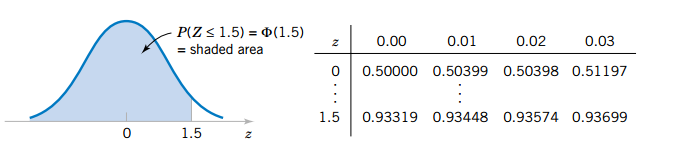 P(Z ≤ 1.5) = Φ(1.5)
= shaded area
0 1.5 z
z 0.00 0.01 0.02 0.03
0 0.50000 0.50399 0.50398 0.51197
⋮ ⋮
1.5 0.93319 0.93448 0.93574 0.93699